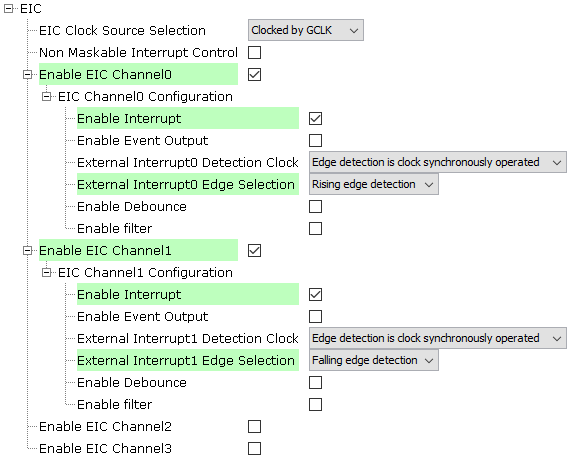 EIC
EIC Clock Source Selection Clocked by GCLK
Non Maskable Interrupt Control
Enable EIC Channel0
EIC Channel0 Configuration
Enable Interrupt
Enable Event Output
External Interrupt0 Detection Clock Edge detection is clock synchronously operated
External Interrupt0 Edge Selection Rising edge detection
Enable Debounce
Enable filter
Enable EIC Channel1
EIC Channel1 Configuration
Enable Interrupt
Enable Event Output
External Interrupt1 Detection Clock Edge detection is clock synchronously operated
External Interrupt1 Edge Selection Falling edge detection
Enable Debounce
Enable filter
Enable EIC Channel2
Enable EIC Channel3